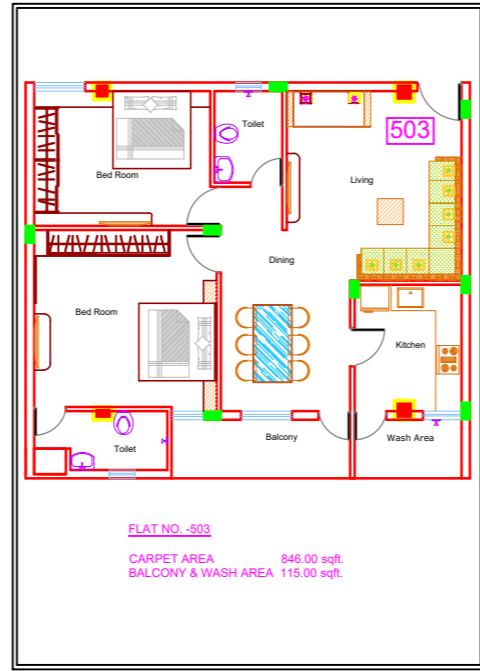 503
Toilet
Bed Room
Living
Dining
Bed Room
Kitchen
Balcony
Wash Area
Toilet
FLAT NO. -503
CARPET AREA 846.00 sqft.
BALCONY & WASH AREA 115.00 sqft.